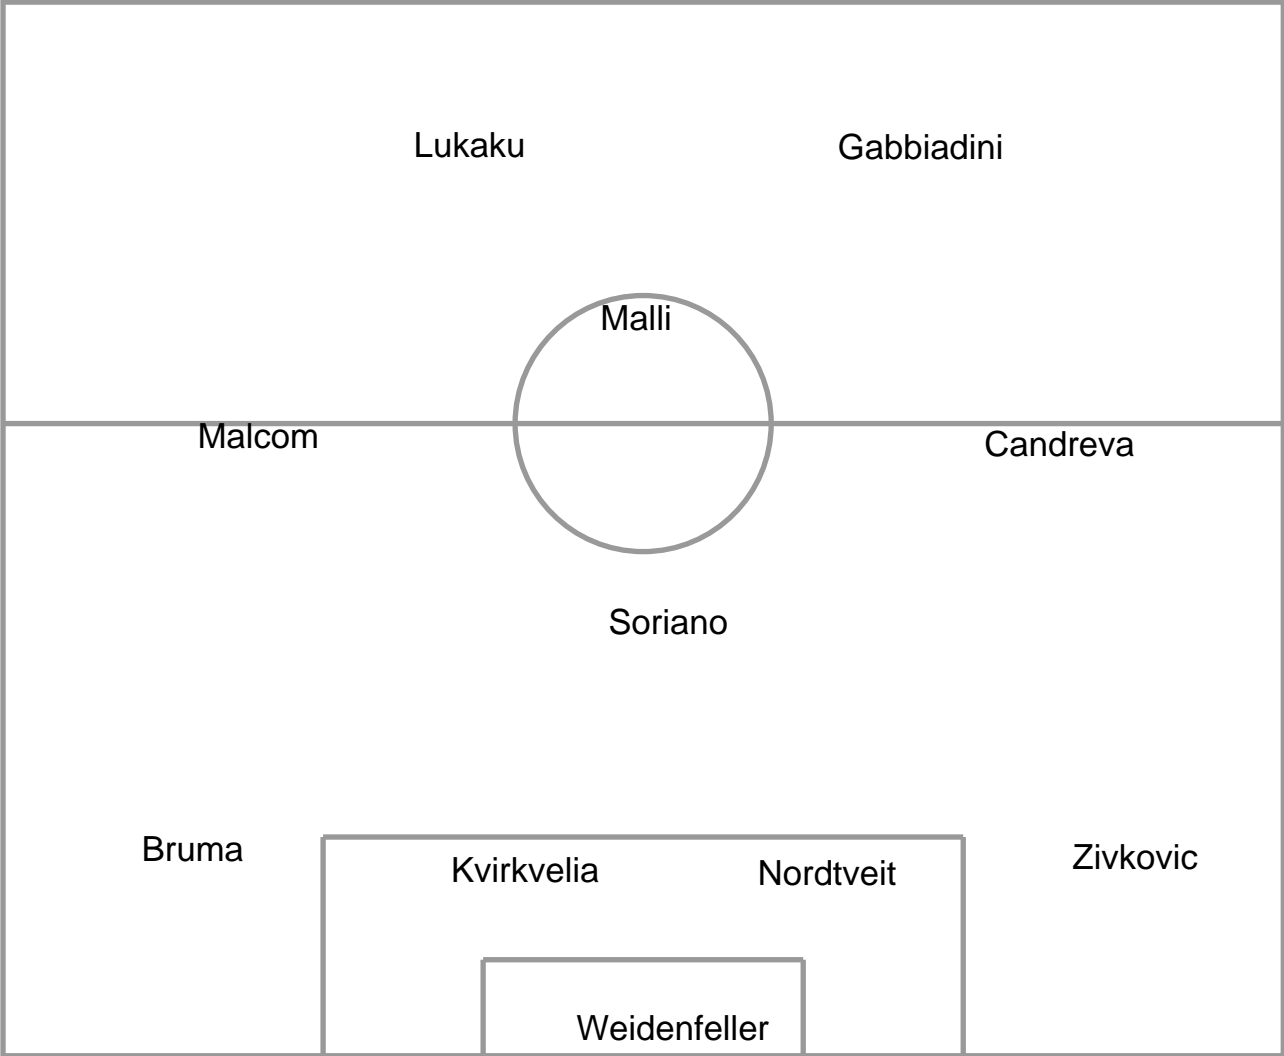 Lukaku
Gabbiadini
Malli
Malcom
Candreva
Soriano
Bruma
Kvirkvelia
Nordtveit
Zivkovic
Weidenfeller